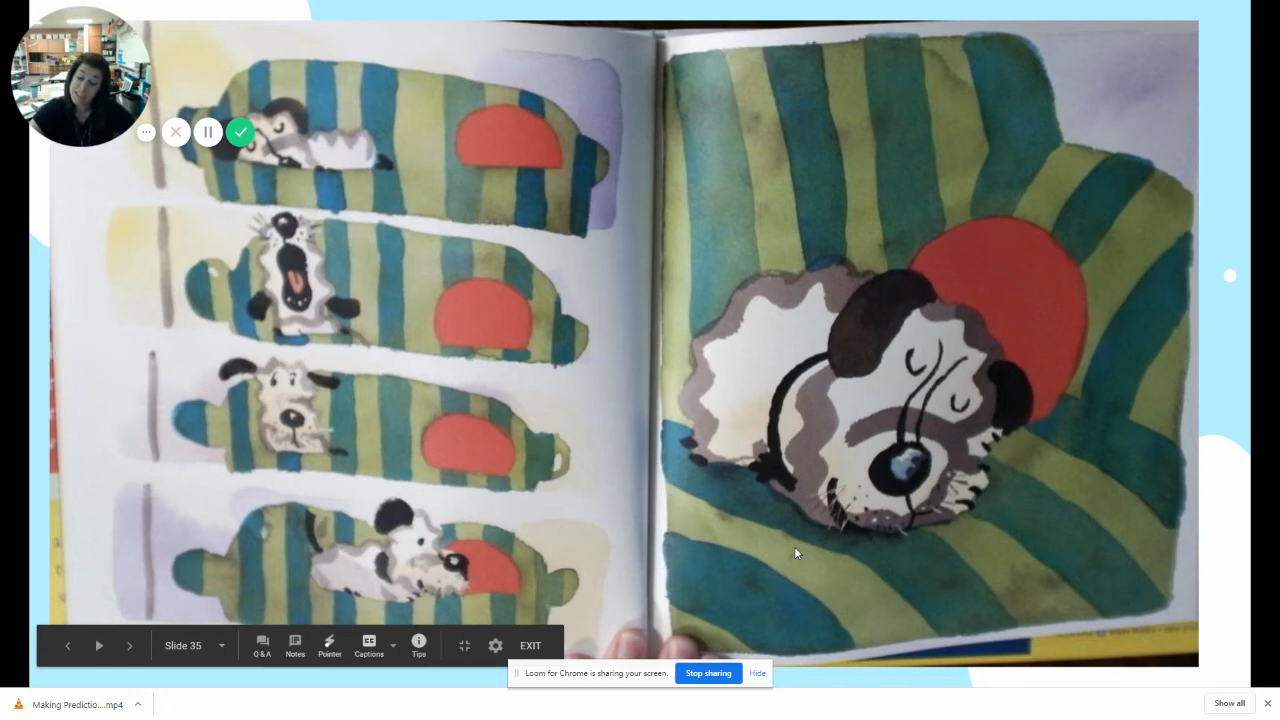 Slide 35
Q & A
Notes
Pointer
CC
Captions
Tips
EXIT
Loom for Chrome is sharing your screen.
Stop sharing
Hide
Making Predictio....mp4
Show all